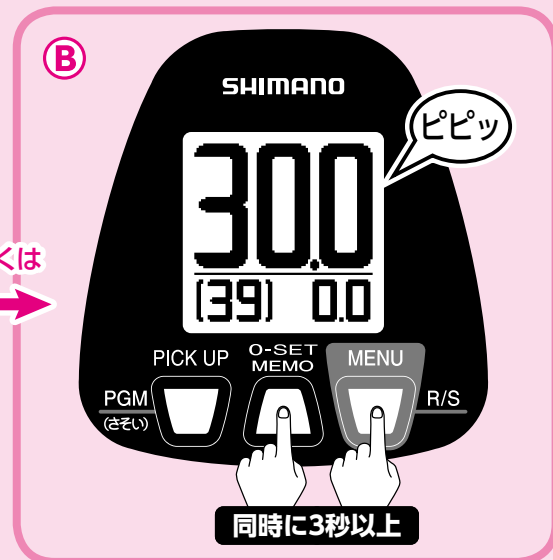 B
SHIMANO
ピピッ
30.0
くは
(39) 0.0
PICK UP
0-SET
MEMO
MENU
PGM
(さそい)
R/S
同時に3秒以上